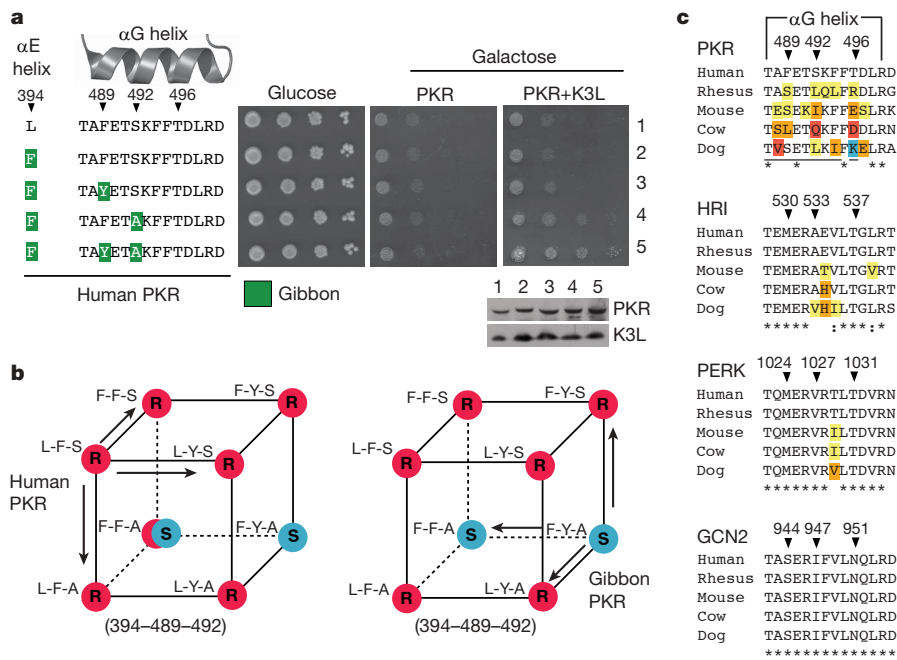 a
αE helix
αG helix
394
489 492 496
Glucose
Galactose
PKR
PKR+K3L
L TAFETSKFFTDLRD 1
F TAFETSKFFTDLRD 2
F TAYETSKFFTDLRD 3
F TAFETAKFFTDLRD 4
F TAYETAKFFTDLRD 5
Human PKR
Gibbon
1 2 3 4 5
PKR
K3L
b
F-F-S R
F-Y-S R
L-F-S R
L-Y-S R
Human PKR
F-F-A S
F-Y-A S
L-F-A R
L-Y-A R
(394–489–492)
F-F-S R
F-Y-S R
L-F-S R
L-Y-S R
F-F-A S
F-Y-A S
Gibbon PKR
L-F-A R
L-Y-A R
(394–489–492)
c
αG helix
PKR 489 492 496
Human TAFETSKFFTDLRD
Rhesus TASETLQLFRDLRG
Mouse TESEKIKFFESLRD
Cow TSLETQKFFDDLRN
Dog TVSETLKIFKELRA
* * * *
HRI 530 533 537
Human TEMERAEVLTGLRT
Rhesus TEMERAEVLTGLRT
Mouse TEMERATVLTGVRT
Cow TEMERAHVLTGLRT
Dog TEMERVHILTGLRS
***** :***:*
PERK 1024 1027 1031
Human TQMERVRTLTDVRN
Rhesus TQMERVRTLTDVRN
Mouse TQMERVRILTDVRN
Cow TQMERVRILTDVRD
Dog TQMERVRVLTDVRN
******* *****
GCN2 944 947 951
Human TASERIFVLNQLRD
Rhesus TASERIFVLNQLRD
Mouse TASERIFVLNQLRD
Cow TASERIFVLNQLRD
Dog TASERIFVLNQLRD
**************